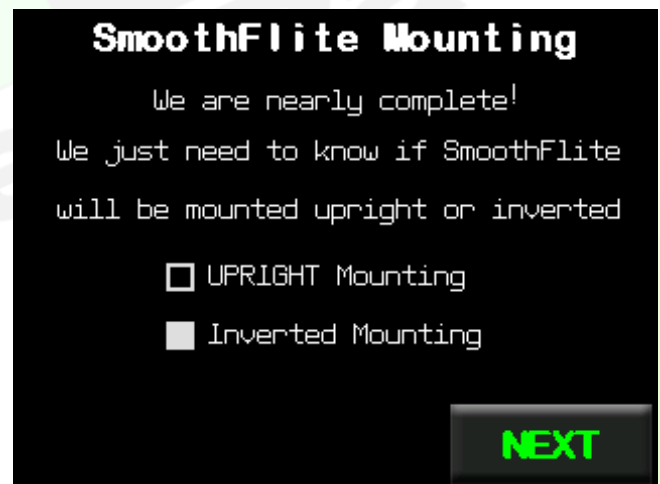 SmoothFlite Mounting
We are nearly complete!
We just need to know if SmoothFlite
will be mounted upright or inverted
UPRIGHT Mounting
Inverted Mounting
NEXT